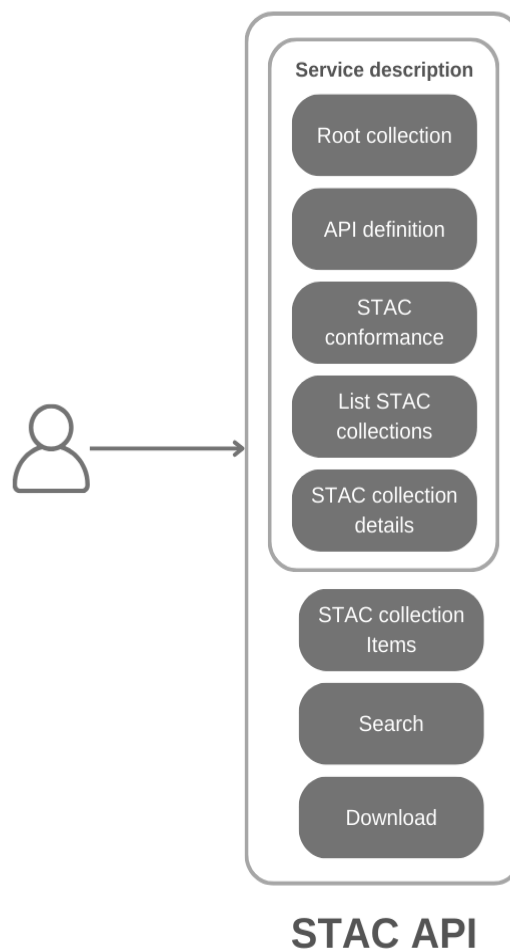 Service description
Root collection
API definition
STAC
conformance
List STAC
collections
STAC collection
details
STAC collection
Items
Search
Download
STAC API